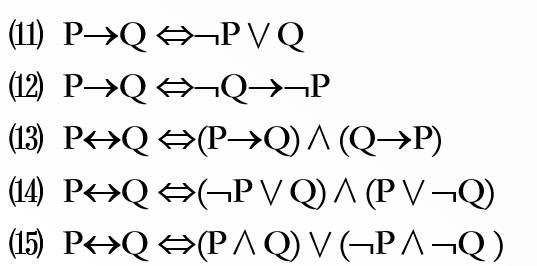 (11) P→Q ⇔¬P∨Q
(12) P→Q ⇔¬Q→¬P
(13) P↔Q ⇔(P→Q)∧(Q→P)
(14) P↔Q ⇔(¬P∨Q)∧(P∨¬Q)
(15) P↔Q ⇔(P∧Q)∨(¬P∧¬Q)